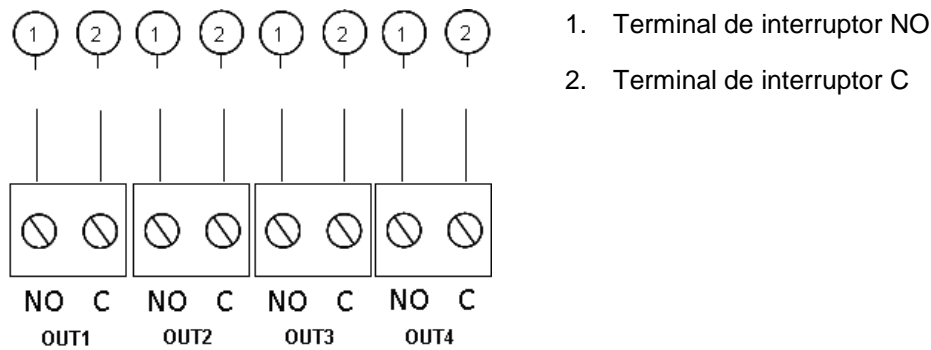 1 2 1 2 1 2 1 2
1. Terminal de interruptor NO
2. Terminal de interruptor C
NO C NO C NO C NO C
OUT1 OUT2 OUT3 OUT4